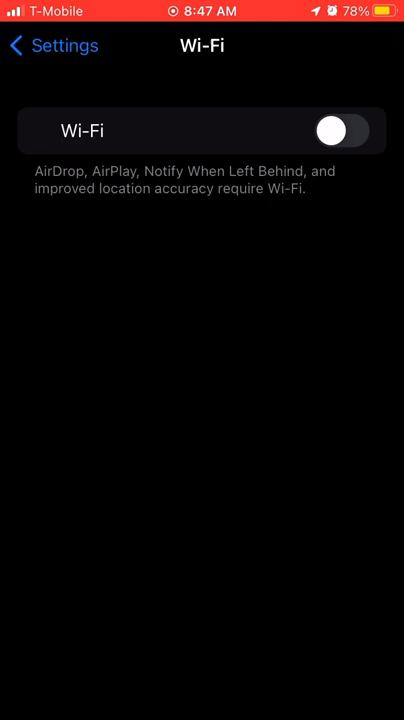 T-Mobile 8:47 AM 78%
Settings Wi-Fi
Wi-Fi
AirDrop, AirPlay, Notify When Left Behind, and
improved location accuracy require Wi-Fi.